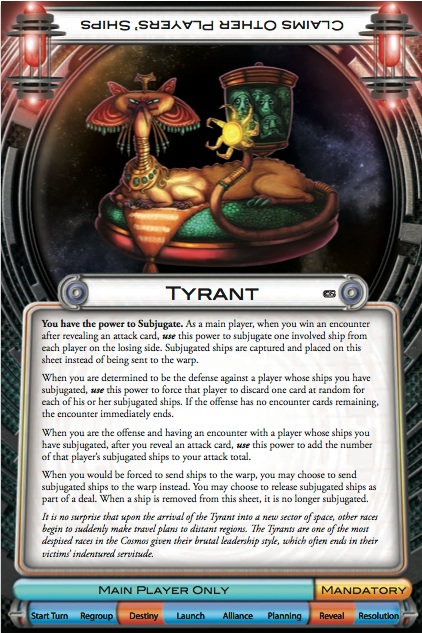 CLAIMS OTHER PLAYERS' SHIPS
TYRANT
You have the power to Subjugate. As a main player, when you win an encounter
after revealing an attack card, use this power to subjugate one involved ship from
each player on the losing side. Subjugated ships are captured and placed on this
sheet instead of being sent to the warp.
When you are determined to be the defense against a player whose ships you
have subjugated, use this power to force that player to discard one card at random for
each of his or her subjugated ships. If the offense has no encounter cards remaining,
the encounter immediately ends.
When you are the offense and having an encounter with a player whose ships you
have subjugated, after you reveal an attack card, use this power to add the number
of that player's subjugated ships to your attack total.
When you would be forced to send ships to the warp, you may choose to send
subjugated ships to the warp instead. You may choose to release subjugated ships as
part of a deal. When a ship is removed from this sheet, it is no longer subjugated.
It is no surprise that upon the arrival of the Tyrant into a new sector of space, other races
begin to suddenly make travel plans to distant regions. The Tyrants are one of the most
despised races in the Cosmos given their brutal leadership style, which often ends in their
victims' indentured servitude.
MAIN PLAYER ONLY MANDATORY
Start Turn Regroup Destiny Launch Alliance Planning Reveal Resolution